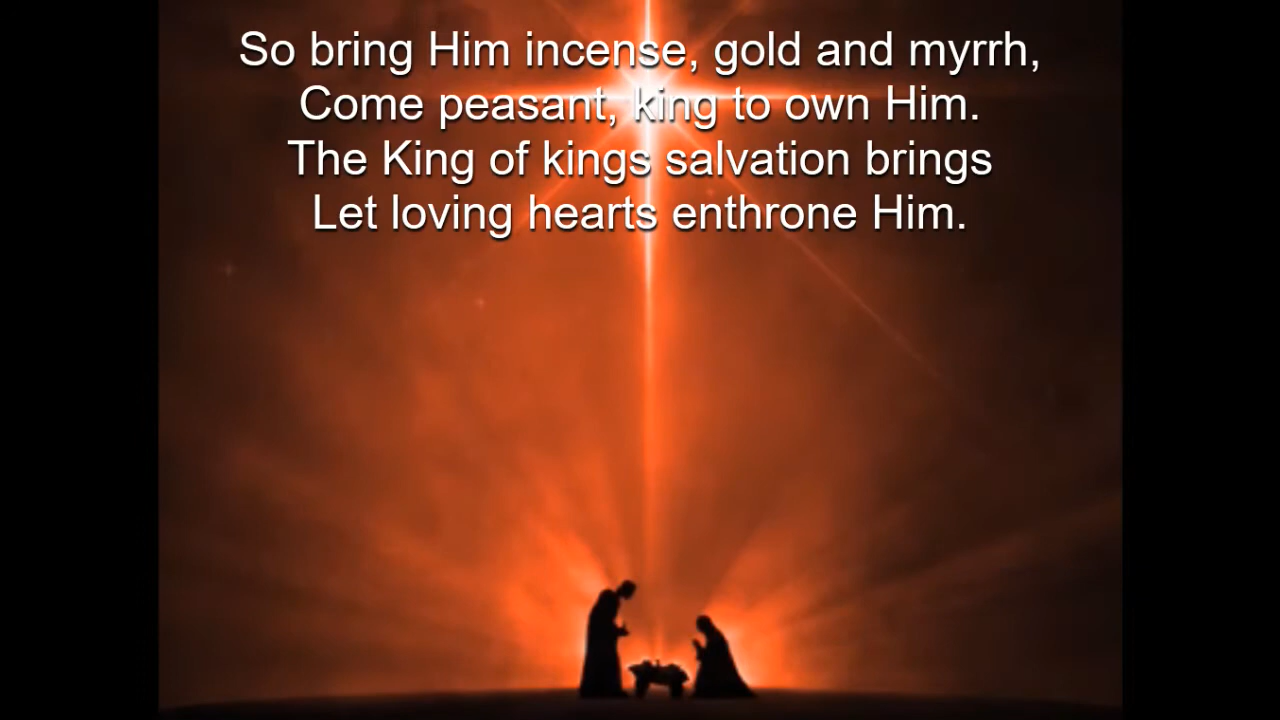 So bring Him incense, gold and myrrh,
Come peasant, king to own Him.
The King of kings salvation brings
Let loving hearts enthrone Him.